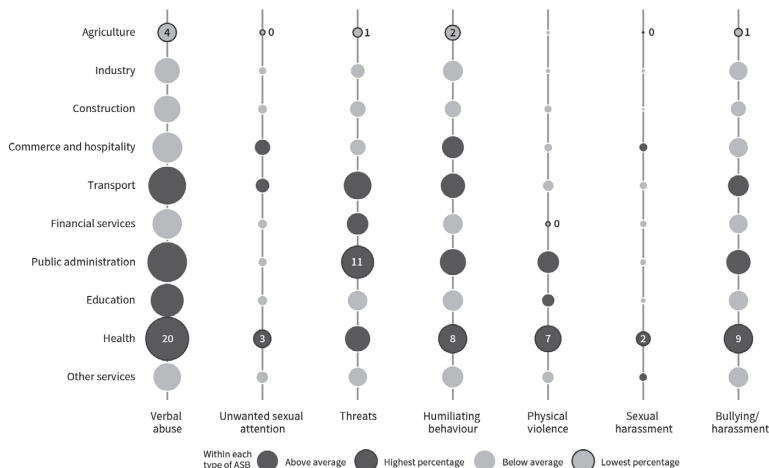 Agriculture 4 0 1 2 0 1
Industry
Construction
Commerce and hospitality
Transport
Financial services 0
Public administration 11
Education
Health 20 3 8 7 2 9
Other services
Verbal
abuse
Unwanted sexual
attention
Threats
Humiliating
behaviour
Physical
violence
Sexual
harassment
Bullying/
harassment
Within each
type of ASB
Above average
Highest percentage
Below average
Lowest percentage